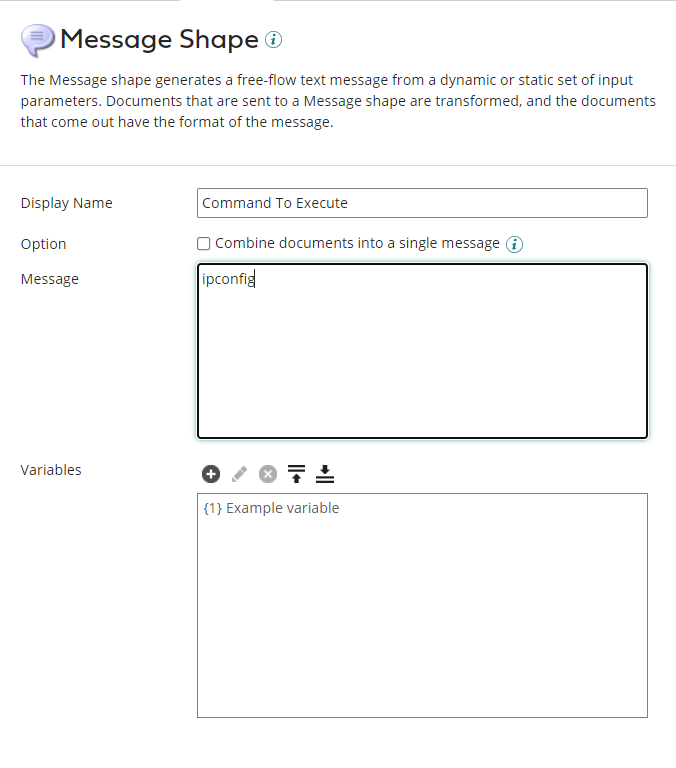 Message Shape
The Message shape generates a free-flow text message from a dynamic or static set of input
parameters. Documents that are sent to a Message shape are transformed, and the documents
that come out have the format of the message.
Display Name
Command To Execute
Option
Combine documents into a single message
Message
ipconfig
Variables
{1} Example variable